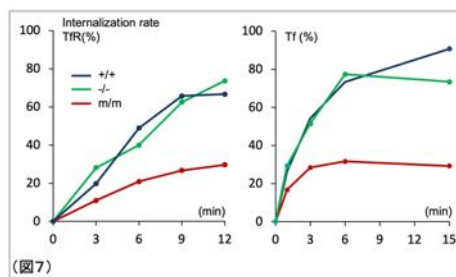 Internalization rate
TfR(%)
Tf (%)
100
80
60
40
20
0
+/+
-/-
m/m
(min)
0 3 6 9 12
100
80
60
40
20
0
(min)
0 3 6 9 12 15
(図7)